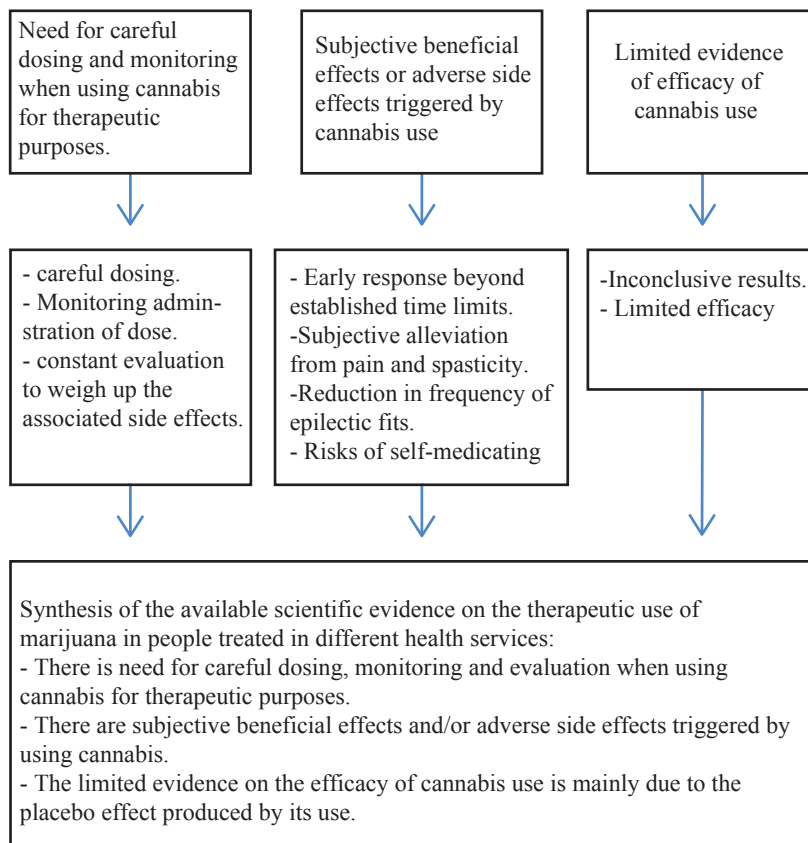 Need for careful
dosing and monitoring
when using cannabis
for therapeutic
purposes.
Subjective beneficial
effects or adverse side
effects triggered by
cannabis use
Limited evidence
of efficacy of
cannabis use
- careful dosing.
- Monitoring admin-
stration of dose.
- constant evaluation
to weigh up the
associated side effects.
- Early response beyond
established time limits.
-Subjective alleviation
from pain and spasticity.
-Reduction in frequency of
epilectic fits.
- Risks of self-medicating
-Inconclusive results.
- Limited efficacy
Synthesis of the available scientific evidence on the therapeutic use of
marijuana in people treated in different health services:
- There is need for careful dosing, monitoring and evaluation when using
cannabis for therapeutic purposes.
- There are subjective beneficial effects and/or adverse side effects triggered by
using cannabis.
- The limited evidence on the efficacy of cannabis use is mainly due to the
placebo effect produced by its use.